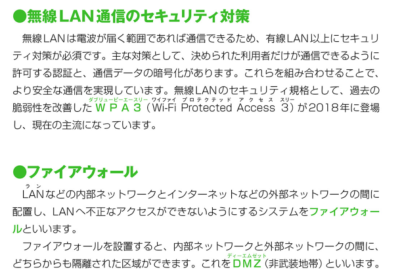 ●無線LAN通信のセキュリティ対策
無線LANは電波が届く範囲であれば通信できるため、有線LAN以上にセキュリ
ティ対策が必須です。主な対策として、決められた利用者だけが通信できるように
許可する認証と、通信データの暗号化があります。これらを組み合わせることで、
より安全な通信を実現しています。無線LANのセキュリティ規格として、過去の
ダブリューピーエースリー ワイファイ プロテクテッド アクセス スリー
脆弱性を改善したWPA3（Wi-Fi Protected Access 3）が2018年に登場
し、現在の主流になっています。
●ファイアウォール
ラン
LANなどの内部ネットワークとインターネットなどの外部ネットワークの間に
配置し、LANへ不正なアクセスができないようにするシステムをファイアウォー
ルといいます。
ファイアウォールを設置すると、内部ネットワークと外部ネットワークの間に、
ディーエムゼット
どちらからも隔離された区域ができます。これをDMZ（非武装地帯）といいます。